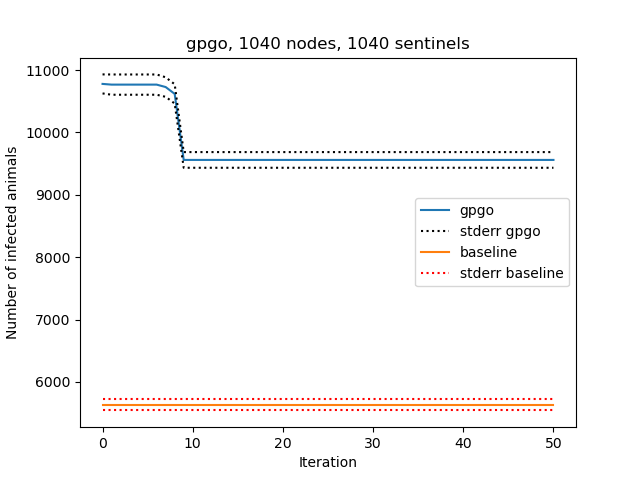 gpgo, 1040 nodes, 1040 sentinels
11000
10000
9000
8000
7000
6000
Number of infected animals
gpgo
stderr gpgo
baseline
stderr baseline
0
10
20
30
40
50
Iteration